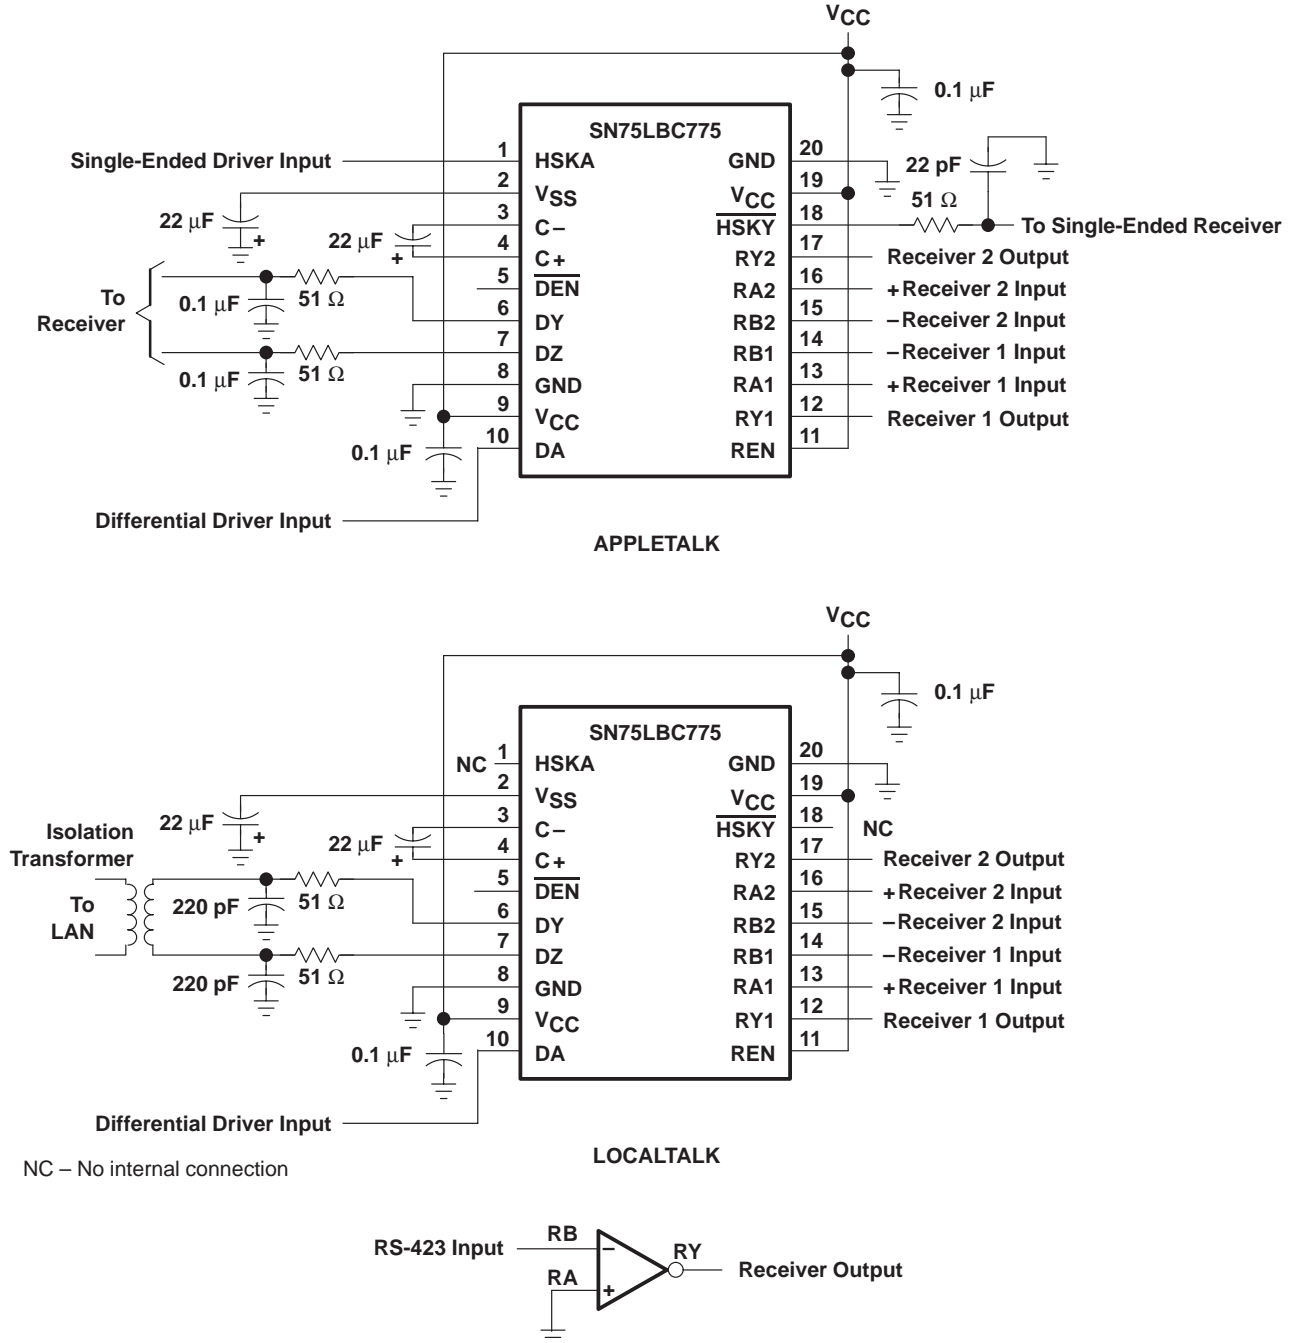 VCC
0.1 μF
SN75LBC775
Single-Ended Driver Input
1 HSKA GND 20
22 pF
2 VSS VCC 19
51 Ω
22 μF
3 C– HSKY 18
To Single-Ended Receiver
22 μF
4 C+ RY2 17 Receiver 2 Output
5 DEN RA2 16 +Receiver 2 Input
To
Receiver
0.1 μF
51 Ω
6 DY RB2 15 –Receiver 2 Input
7 DZ RB1 14 –Receiver 1 Input
0.1 μF
51 Ω
8 GND RA1 13 +Receiver 1 Input
9 VCC RY1 12 Receiver 1 Output
0.1 μF
10 DA REN 11
Differential Driver Input
APPLETALK
VCC
0.1 μF
SN75LBC775
NC 1 HSKA GND 20
2 VSS VCC 19
22 μF
3 C– HSKY 18 NC
Isolation
Transformer
22 μF
4 C+ RY2 17 Receiver 2 Output
5 DEN RA2 16 +Receiver 2 Input
To
LAN
220 pF
51 Ω
6 DY RB2 15 –Receiver 2 Input
7 DZ RB1 14 –Receiver 1 Input
220 pF
51 Ω
8 GND RA1 13 +Receiver 1 Input
9 VCC RY1 12 Receiver 1 Output
0.1 μF
10 DA REN 11
Differential Driver Input
LOCALTALK
NC – No internal connection
RS-423 Input RB – RY Receiver Output
RA +